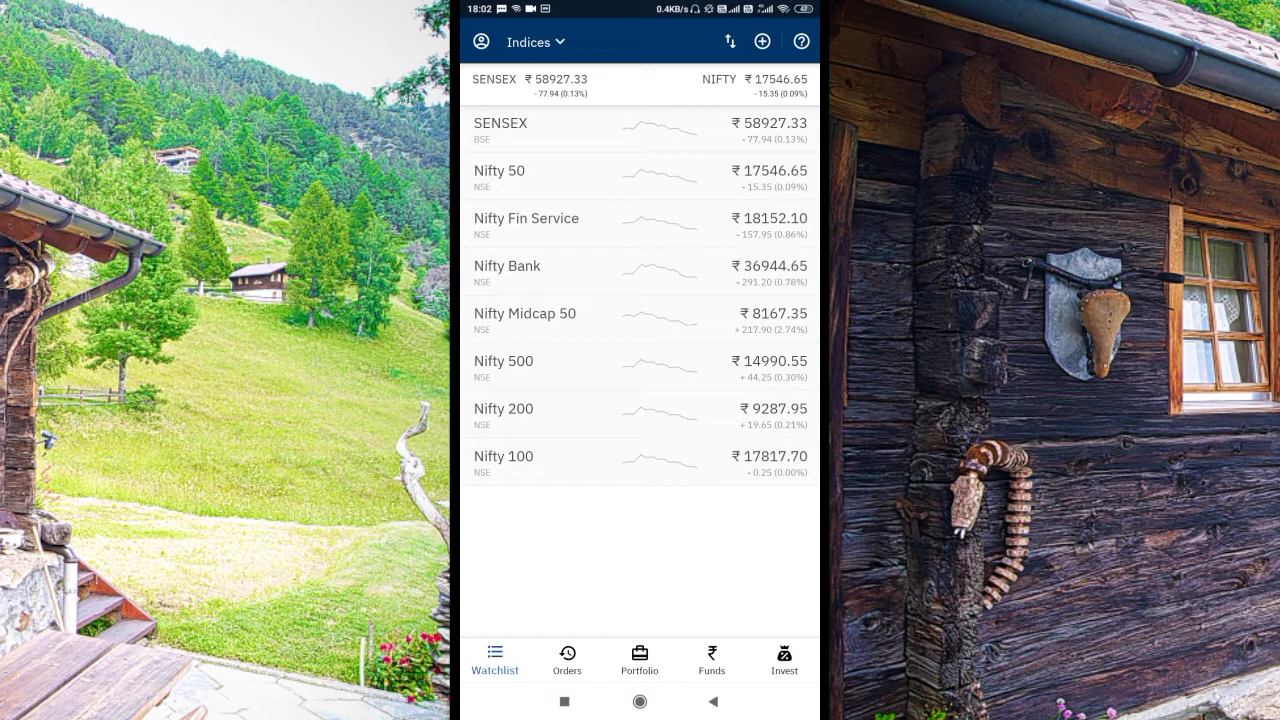 18:02 0.4KB/s 47
Indices
SENSEX ₹ 58927.33 NIFTY ₹ 17546.65
- 77.94 (0.13%) - 15.35 (0.09%)
SENSEX ₹ 58927.33
BSE - 77.94 (0.13%)
Nifty 50 ₹ 17546.65
NSE - 15.35 (0.09%)
Nifty Fin Service ₹ 18152.10
NSE - 157.95 (0.86%)
Nifty Bank ₹ 36944.65
NSE - 291.20 (0.78%)
Nifty Midcap 50 ₹ 8167.35
NSE + 217.90 (2.74%)
Nifty 500 ₹ 14990.55
NSE + 44.25 (0.30%)
Nifty 200 ₹ 9287.95
NSE + 19.65 (0.21%)
Nifty 100 ₹ 17817.70
NSE - 0.25 (0.00%)
Watchlist Orders Portfolio Funds Invest